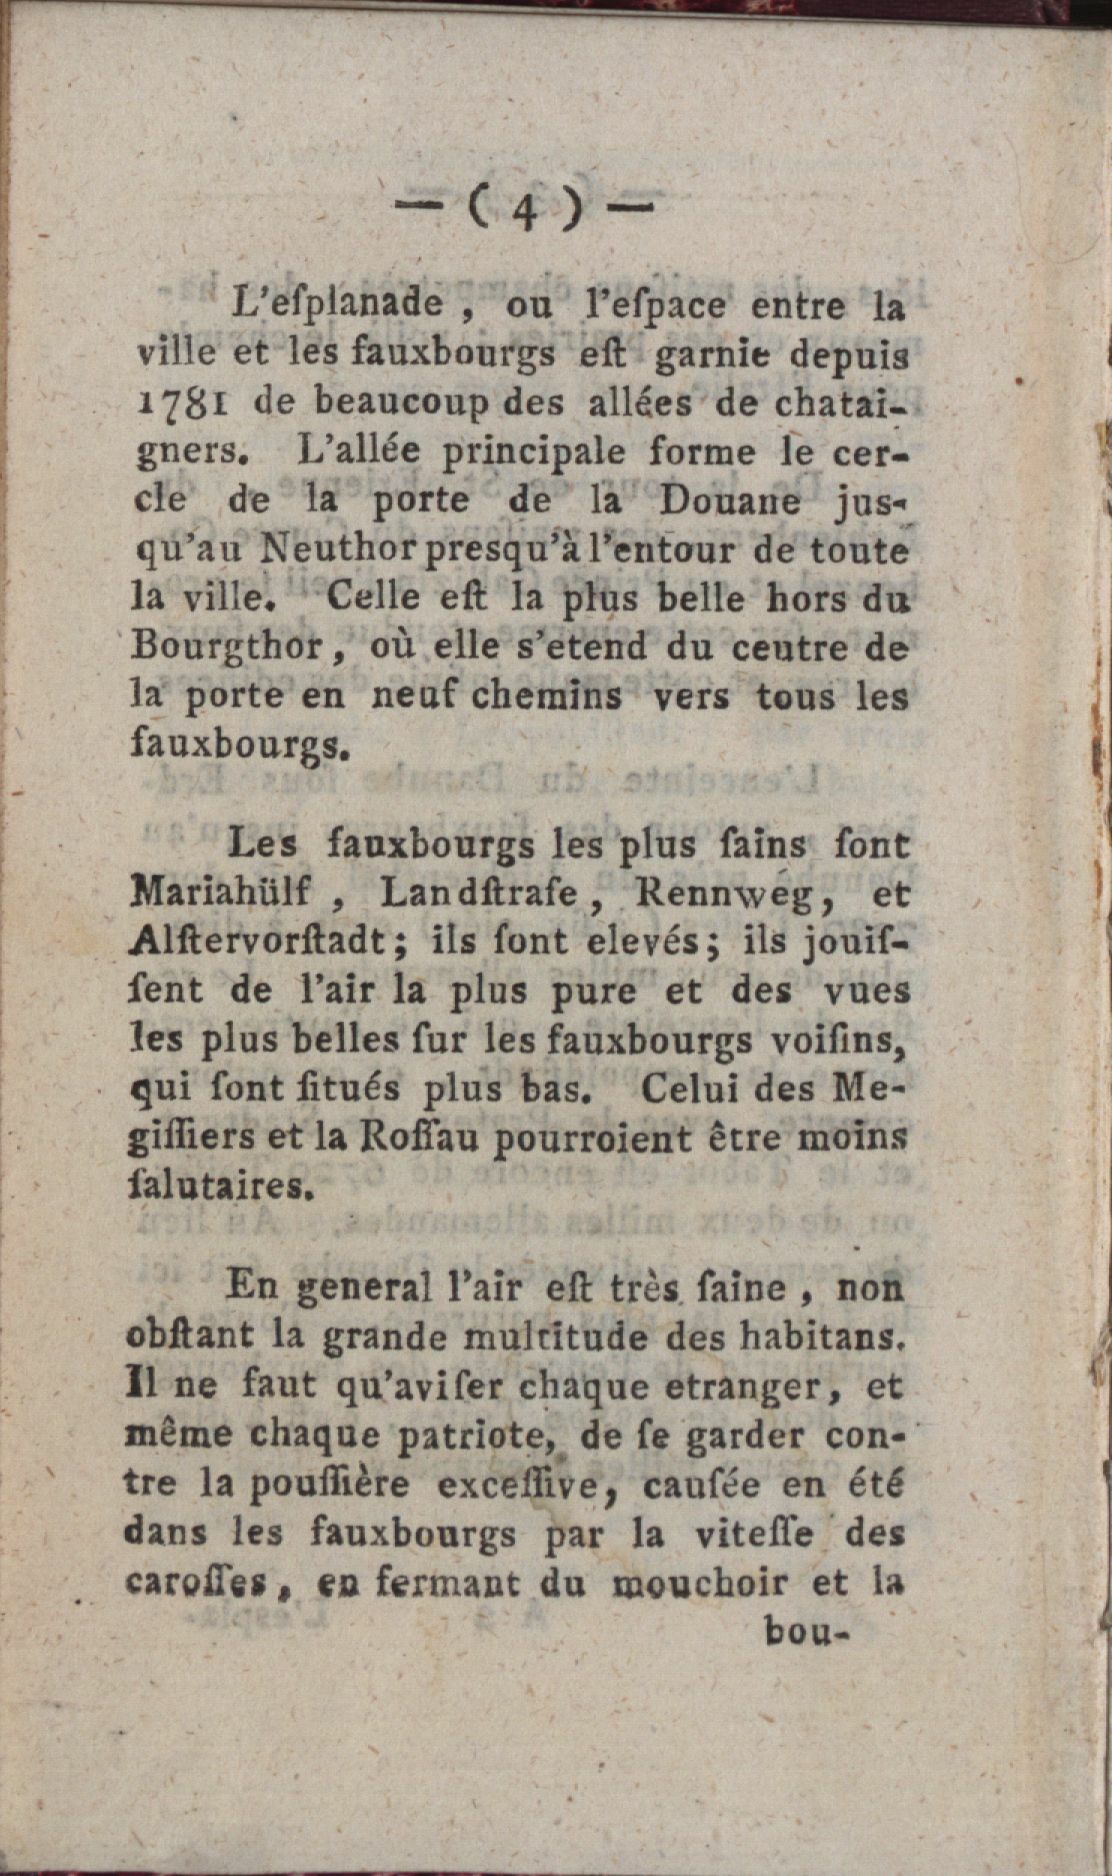 — ( 4 ) —
L'eſplanade , ou l'eſpace entre la
ville et les fauxbourgs eſt garnie depuis
1781 de beaucoup des allées de chatai-
gners. L'allée principale forme le cer-
cle de la porte de la Douane jus-
qu'au Neuthor presqu'à l'entour de toute
la ville. Celle eſt la plus belle hors du
Bourgthor, où elle s'etend du ceutre de
la porte en neuf chemins vers tous les
fauxbourgs.
Les fauxbourgs les plus ſains ſont
Mariahülf , Landſtraſe, Rennwég, et
Alſtervorſtadt; ils ſont elevés; ils jouiſ-
ſent de l'air la plus pure et des vues
les plus belles ſur les fauxbourgs voiſins,
qui ſont ſitués plus bas. Celui des Me-
giſſiers et la Roſſau pourroient être moins
ſalutaires.
En general l'air eſt très ſaine , non
obſtant la grande multitude des habitans.
Il ne faut qu'aviſer chaque etranger, et
même chaque patriote, de ſe garder con-
tre la pouſſière exceſſive, cauſée en été
dans les fauxbourgs par la viteſſe des
caroſſes, en fermant du mouchoir et la
bou-